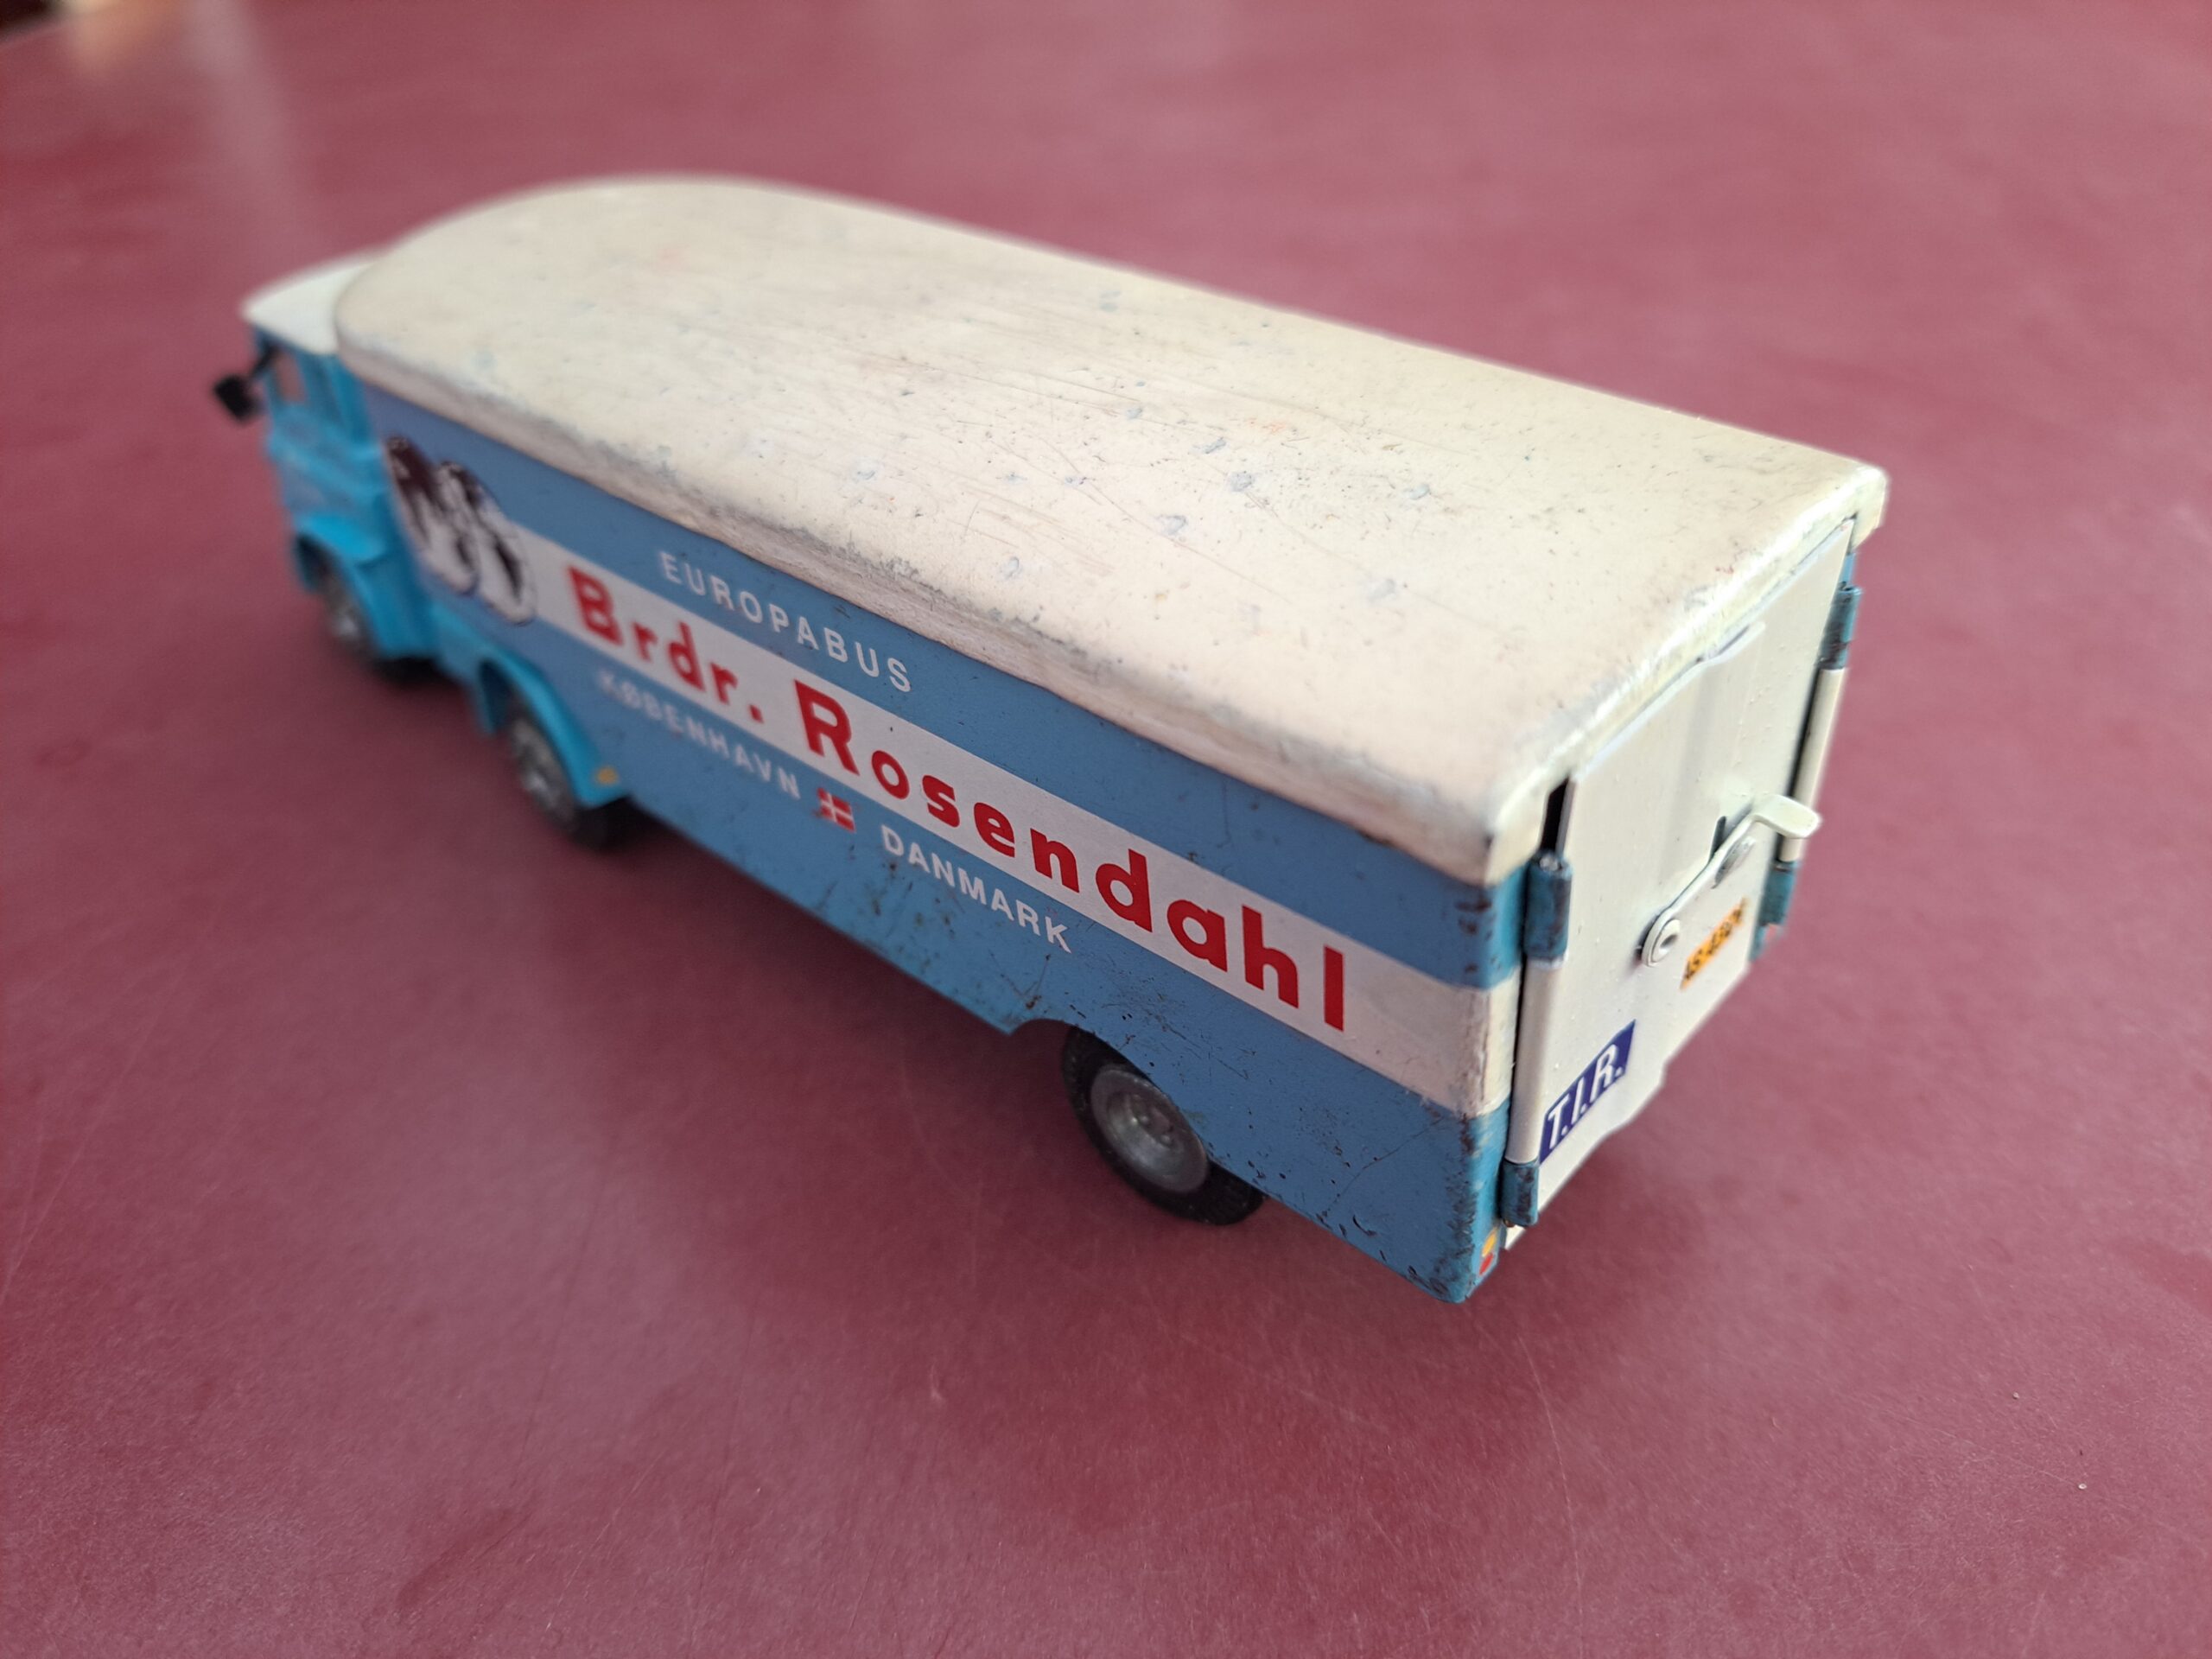 EUROPABUS
Brdr. Rosendahl
KØBENHAVN DANMARK
T.I.R.